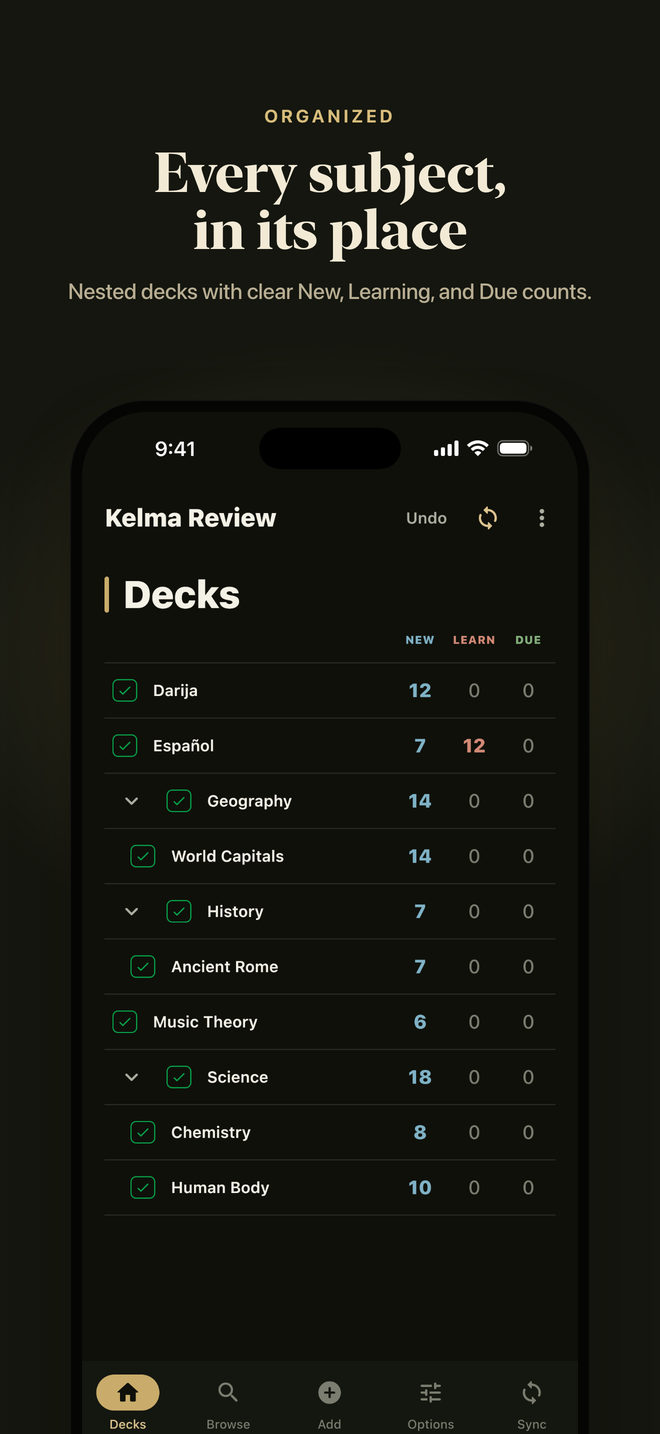 ORGANIZED
Every subject,
in its place
Nested decks with clear New, Learning, and Due counts.
9:41
Kelma Review Undo
Decks
NEW LEARN DUE
Darija 12 0 0
Español 7 12 0
Geography 14 0 0
World Capitals 14 0 0
History 7 0 0
Ancient Rome 7 0 0
Music Theory 6 0 0
Science 18 0 0
Chemistry 8 0 0
Human Body 10 0 0
Decks Browse Add Options Sync